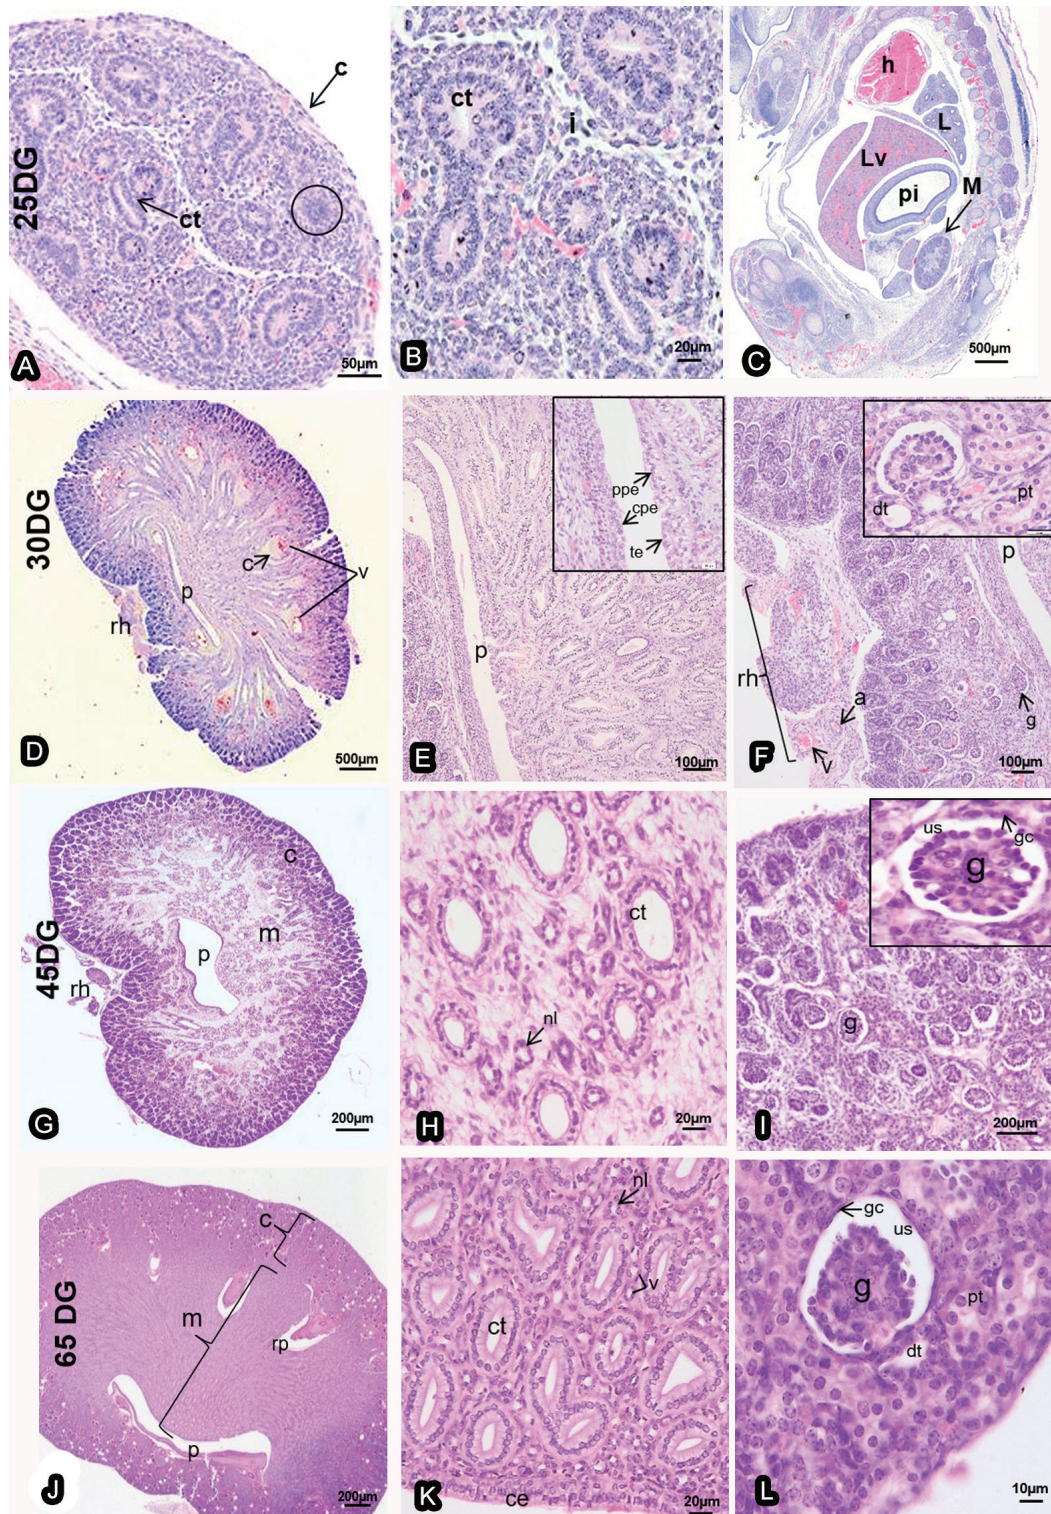 25DG
c
ct
A
50µm
ct
i
B
20µm
h
L
Lv
pi
M
C
500µm
30DG
c
v
p
rh
D
500µm
ppe
cpe
te
p
E
100µm
dt
pt
p
rh
a
g
v
F
100µm
45DG
c
m
p
rh
G
200µm
ct
nl
H
20µm
us
gc
g
g
I
200µm
65 DG
c
m
rp
p
J
200µm
nl
v
ct
ce
K
20µm
gc
us
g
pt
dt
L
10µm